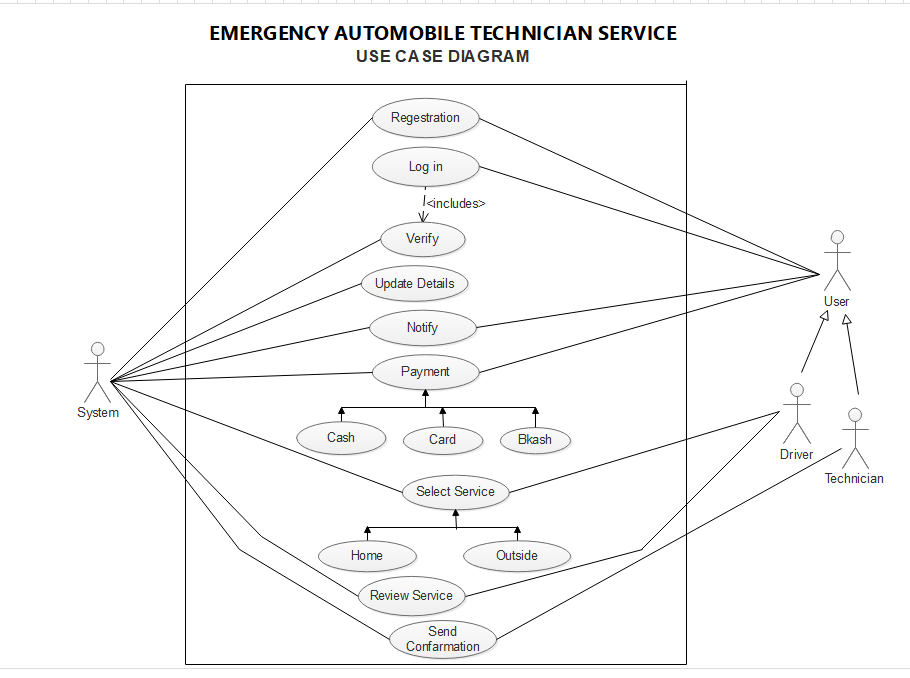 EMERGENCY AUTOMOBILE TECHNICIAN SERVICE
USE CASE DIAGRAM
Regestration
Log in
<includes>
Verify
Update Details
Notify
Payment
Cash
Card
Bkash
Select Service
Home
Outside
Review Service
Send
Confarmation
System
User
Driver
Technician